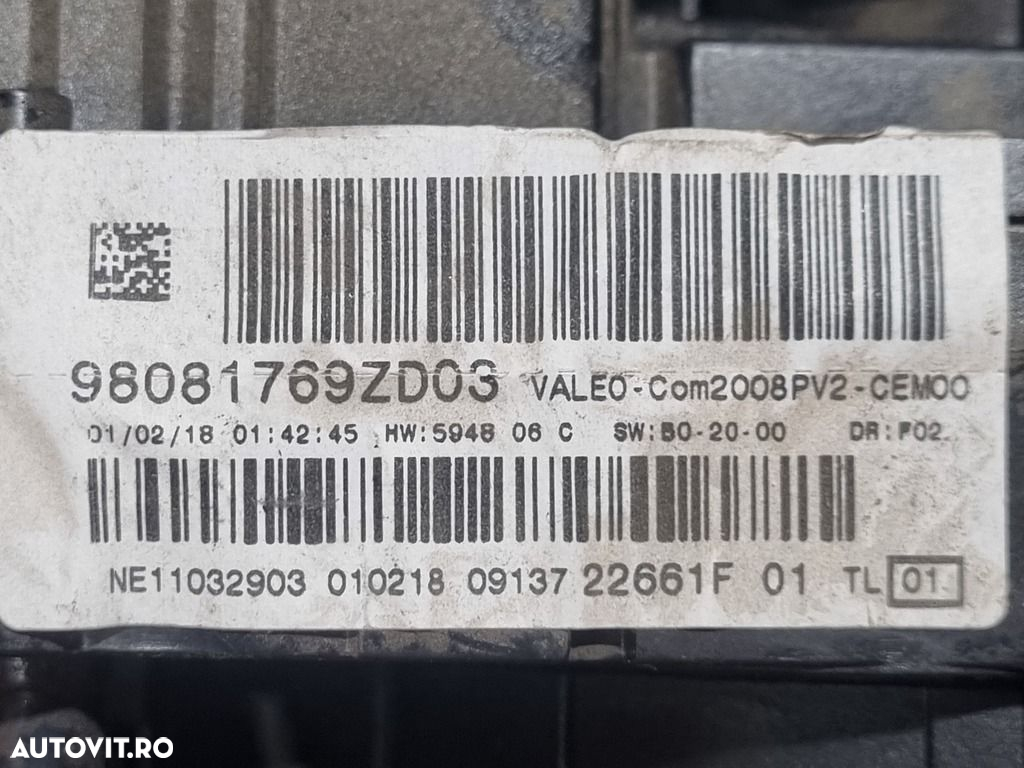 98081769ZD03 VALEO-Com2008PV2-CEM00
01/02/18 01:42:45 HW:5948 06 C SW:B0-20-00 DR:F02
NE11032903 010218 09137 22661F 01 TL 01
AUTOVIT.RO